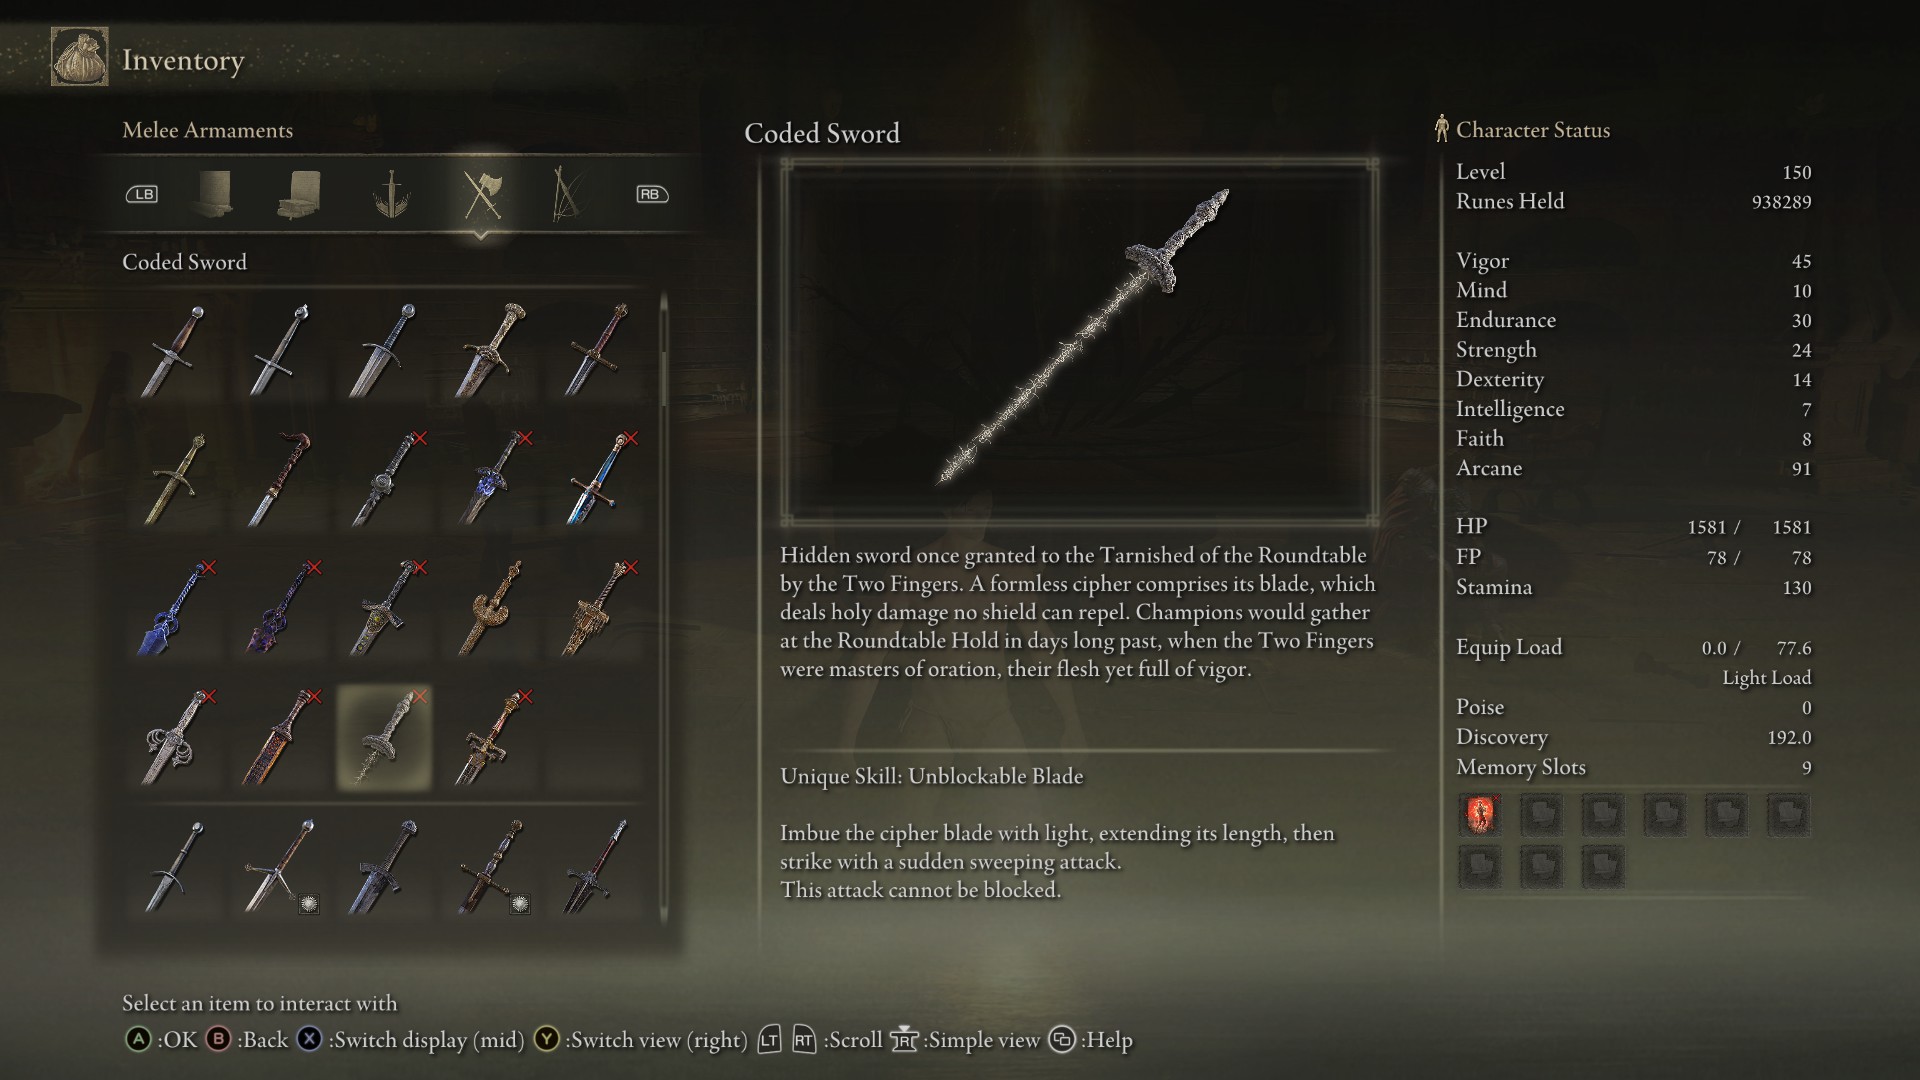 Inventory
Melee Armaments
LB
RB
Coded Sword
Coded Sword
Hidden sword once granted to the Tarnished of the Roundtable
by the Two Fingers. A formless cipher comprises its blade, which
deals holy damage no shield can repel. Champions would gather
at the Roundtable Hold in days long past, when the Two Fingers
were masters of oration, their flesh yet full of vigor.
Unique Skill: Unblockable Blade
Imbue the cipher blade with light, extending its length, then
strike with a sudden sweeping attack.
This attack cannot be blocked.
Character Status
Level 150
Runes Held 938289
Vigor 45
Mind 10
Endurance 30
Strength 24
Dexterity 14
Intelligence 7
Faith 8
Arcane 91
HP 1581 / 1581
FP 78 / 78
Stamina 130
Equip Load 0.0 / 77.6
Light Load
Poise 0
Discovery 192.0
Memory Slots 9
Select an item to interact with
A :OK B :Back X :Switch display (mid) Y :Switch view (right) LT RT :Scroll R :Simple view :Help